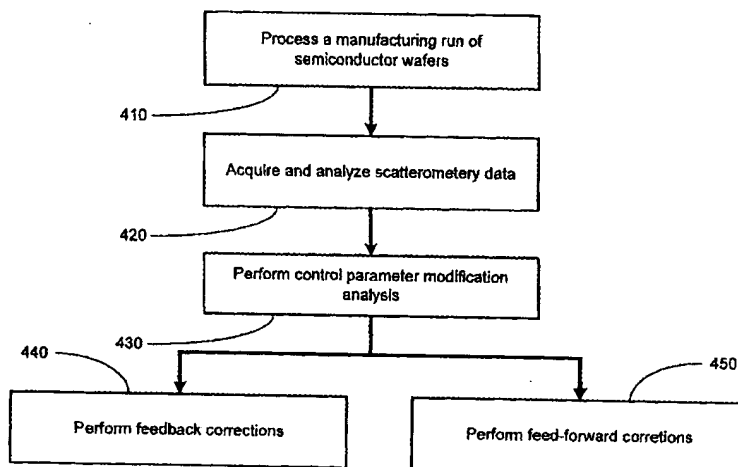 Process a manufacturing run of
semiconductor wafers
410
Acquire and analyze scatterometery data
420
Perform control parameter modification
analysis
430
440
450
Perform feedback corrections
Perform feed-forward corretions